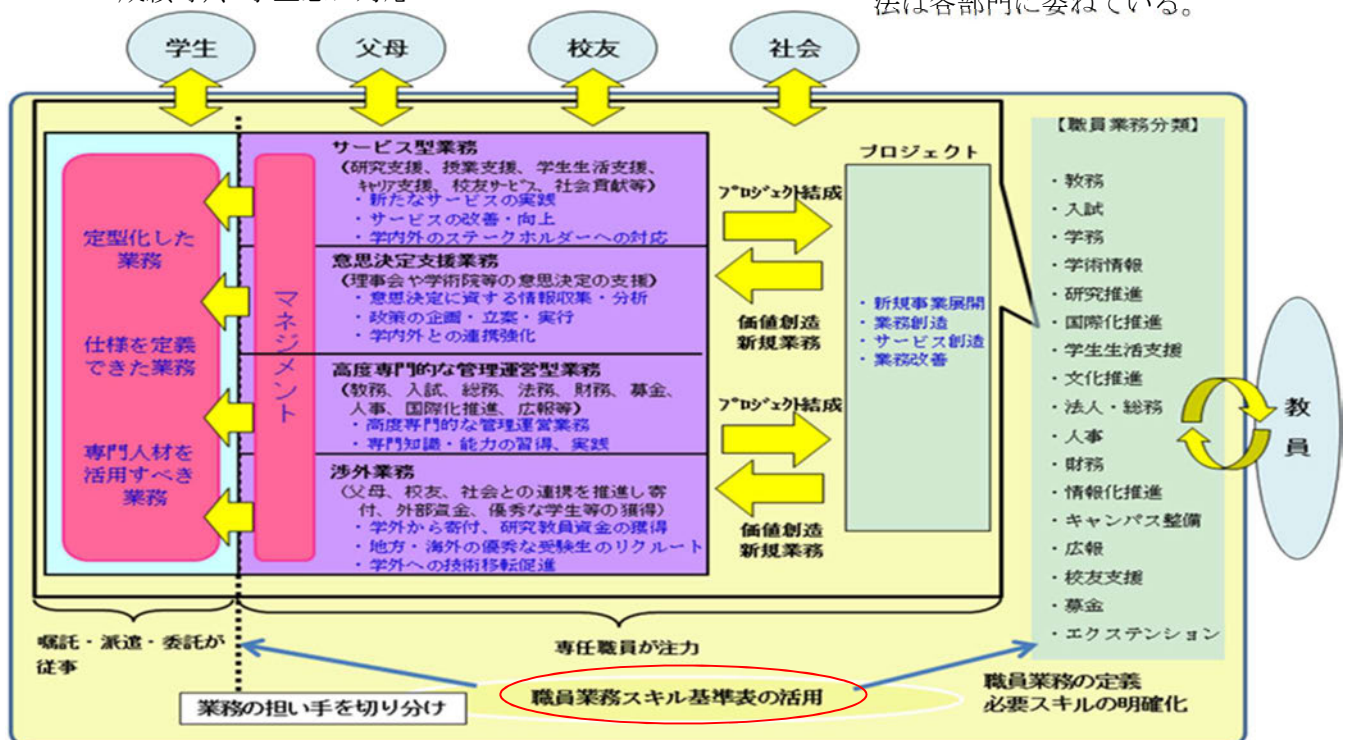 法は各部門に委ねている。
学生
父母
校友
社会
サービス型業務
(研究支援、授業支援、学生生活支援、
ｷｬﾘｱ支援、校友ｻｰﾋﾞｽ、社会貢献等)
・新たなサービスの実践
・サービスの改善・向上
・学内外のステークホルダーへの対応
意思決定支援業務
(理事会や学術院等の意思決定の支援)
・意思決定に資する情報収集・分析
・政策の企画・立案・実行
・学内外との連携強化
高度専門的な管理運営型業務
(教務、入試、総務、法務、財務、募金、
人事、国際化推進、広報等)
・高度専門的な管理運営業務
・専門知識・能力の習得、実践
渉外業務
(父母、校友、社会との連携を推進し寄
付、外部資金、優秀な学生等の獲得)
・学外から寄付、研究教員資金の獲得
・地方・海外の優秀な受験生のリクルート
・学外への技術移転促進
定型化した
業務
仕様を定義
できた業務
専門人材を
活用すべき
業務
マネジメント
ﾌﾟﾛｼﾞｪｸﾄ結成
価値創造
新規業務
ﾌﾟﾛｼﾞｪｸﾄ結成
価値創造
新規業務
プロジェクト
・新規事業展開
・業務創造
・サービス創造
・業務改善
【職員業務分類】
・教務
・入試
・学務
・学術情報
・研究推進
・国際化推進
・学生生活支援
・文化推進
・法人・総務
・人事
・財務
・情報化推進
・キャンパス整備
・広報
・校友支援
・募金
・エクステンション
教員
嘱託・派遣・委託が
従事
専任職員が注力
業務の担い手を切り分け
職員業務スキル基準表の活用
職員業務の定義
必要スキルの明確化